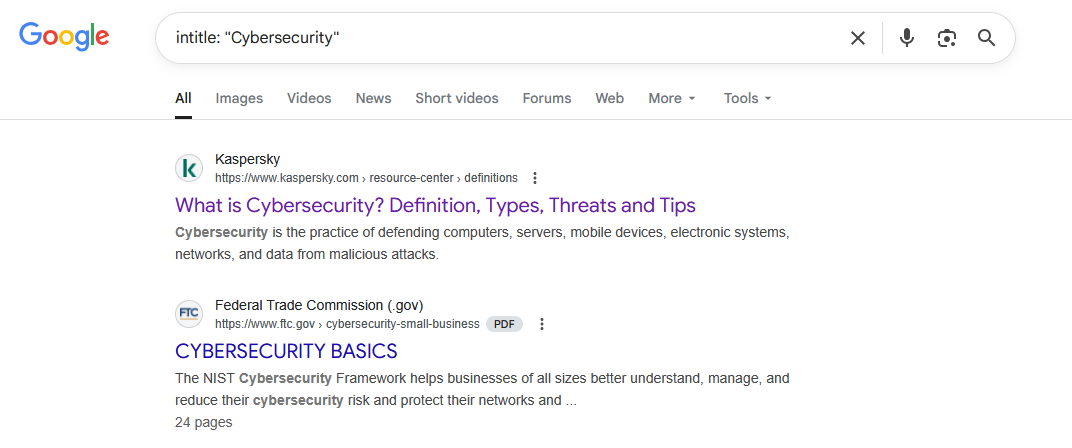 Google
intitle: "Cybersecurity"
All Images Videos News Short videos Forums Web More Tools
k
Kaspersky
https://www.kaspersky.com › resource-center › definitions
What is Cybersecurity? Definition, Types, Threats and Tips
Cybersecurity is the practice of defending computers, servers, mobile devices, electronic systems,
networks, and data from malicious attacks.
FTC
Federal Trade Commission (.gov)
https://www.ftc.gov › cybersecurity-small-business PDF
CYBERSECURITY BASICS
The NIST Cybersecurity Framework helps businesses of all sizes better understand, manage, and
reduce their cybersecurity risk and protect their networks and ...
24 pages